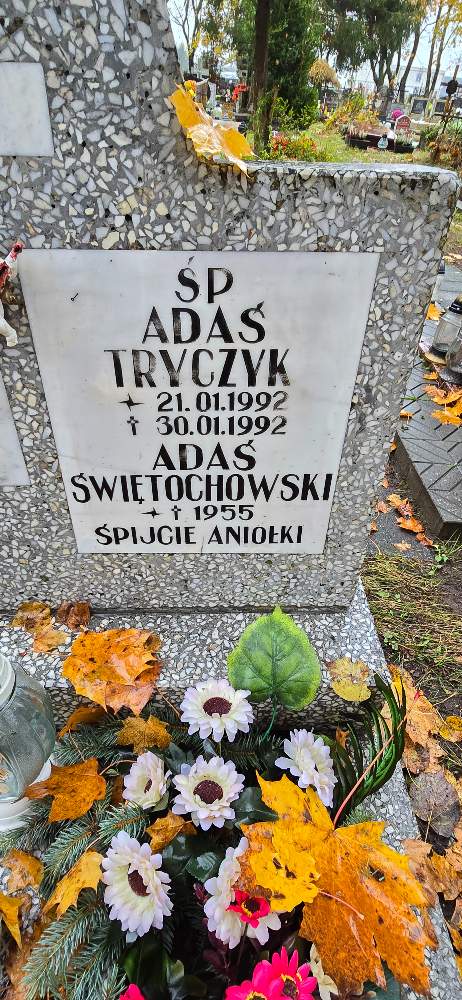 ŚP
ADAŚ
TRYCZYK
✦ 21.01.1992
† 30.01.1992
ADAŚ
ŚWIĘTOCHOWSKI
✦ † 1955
ŚPIJCIE ANIOŁKI